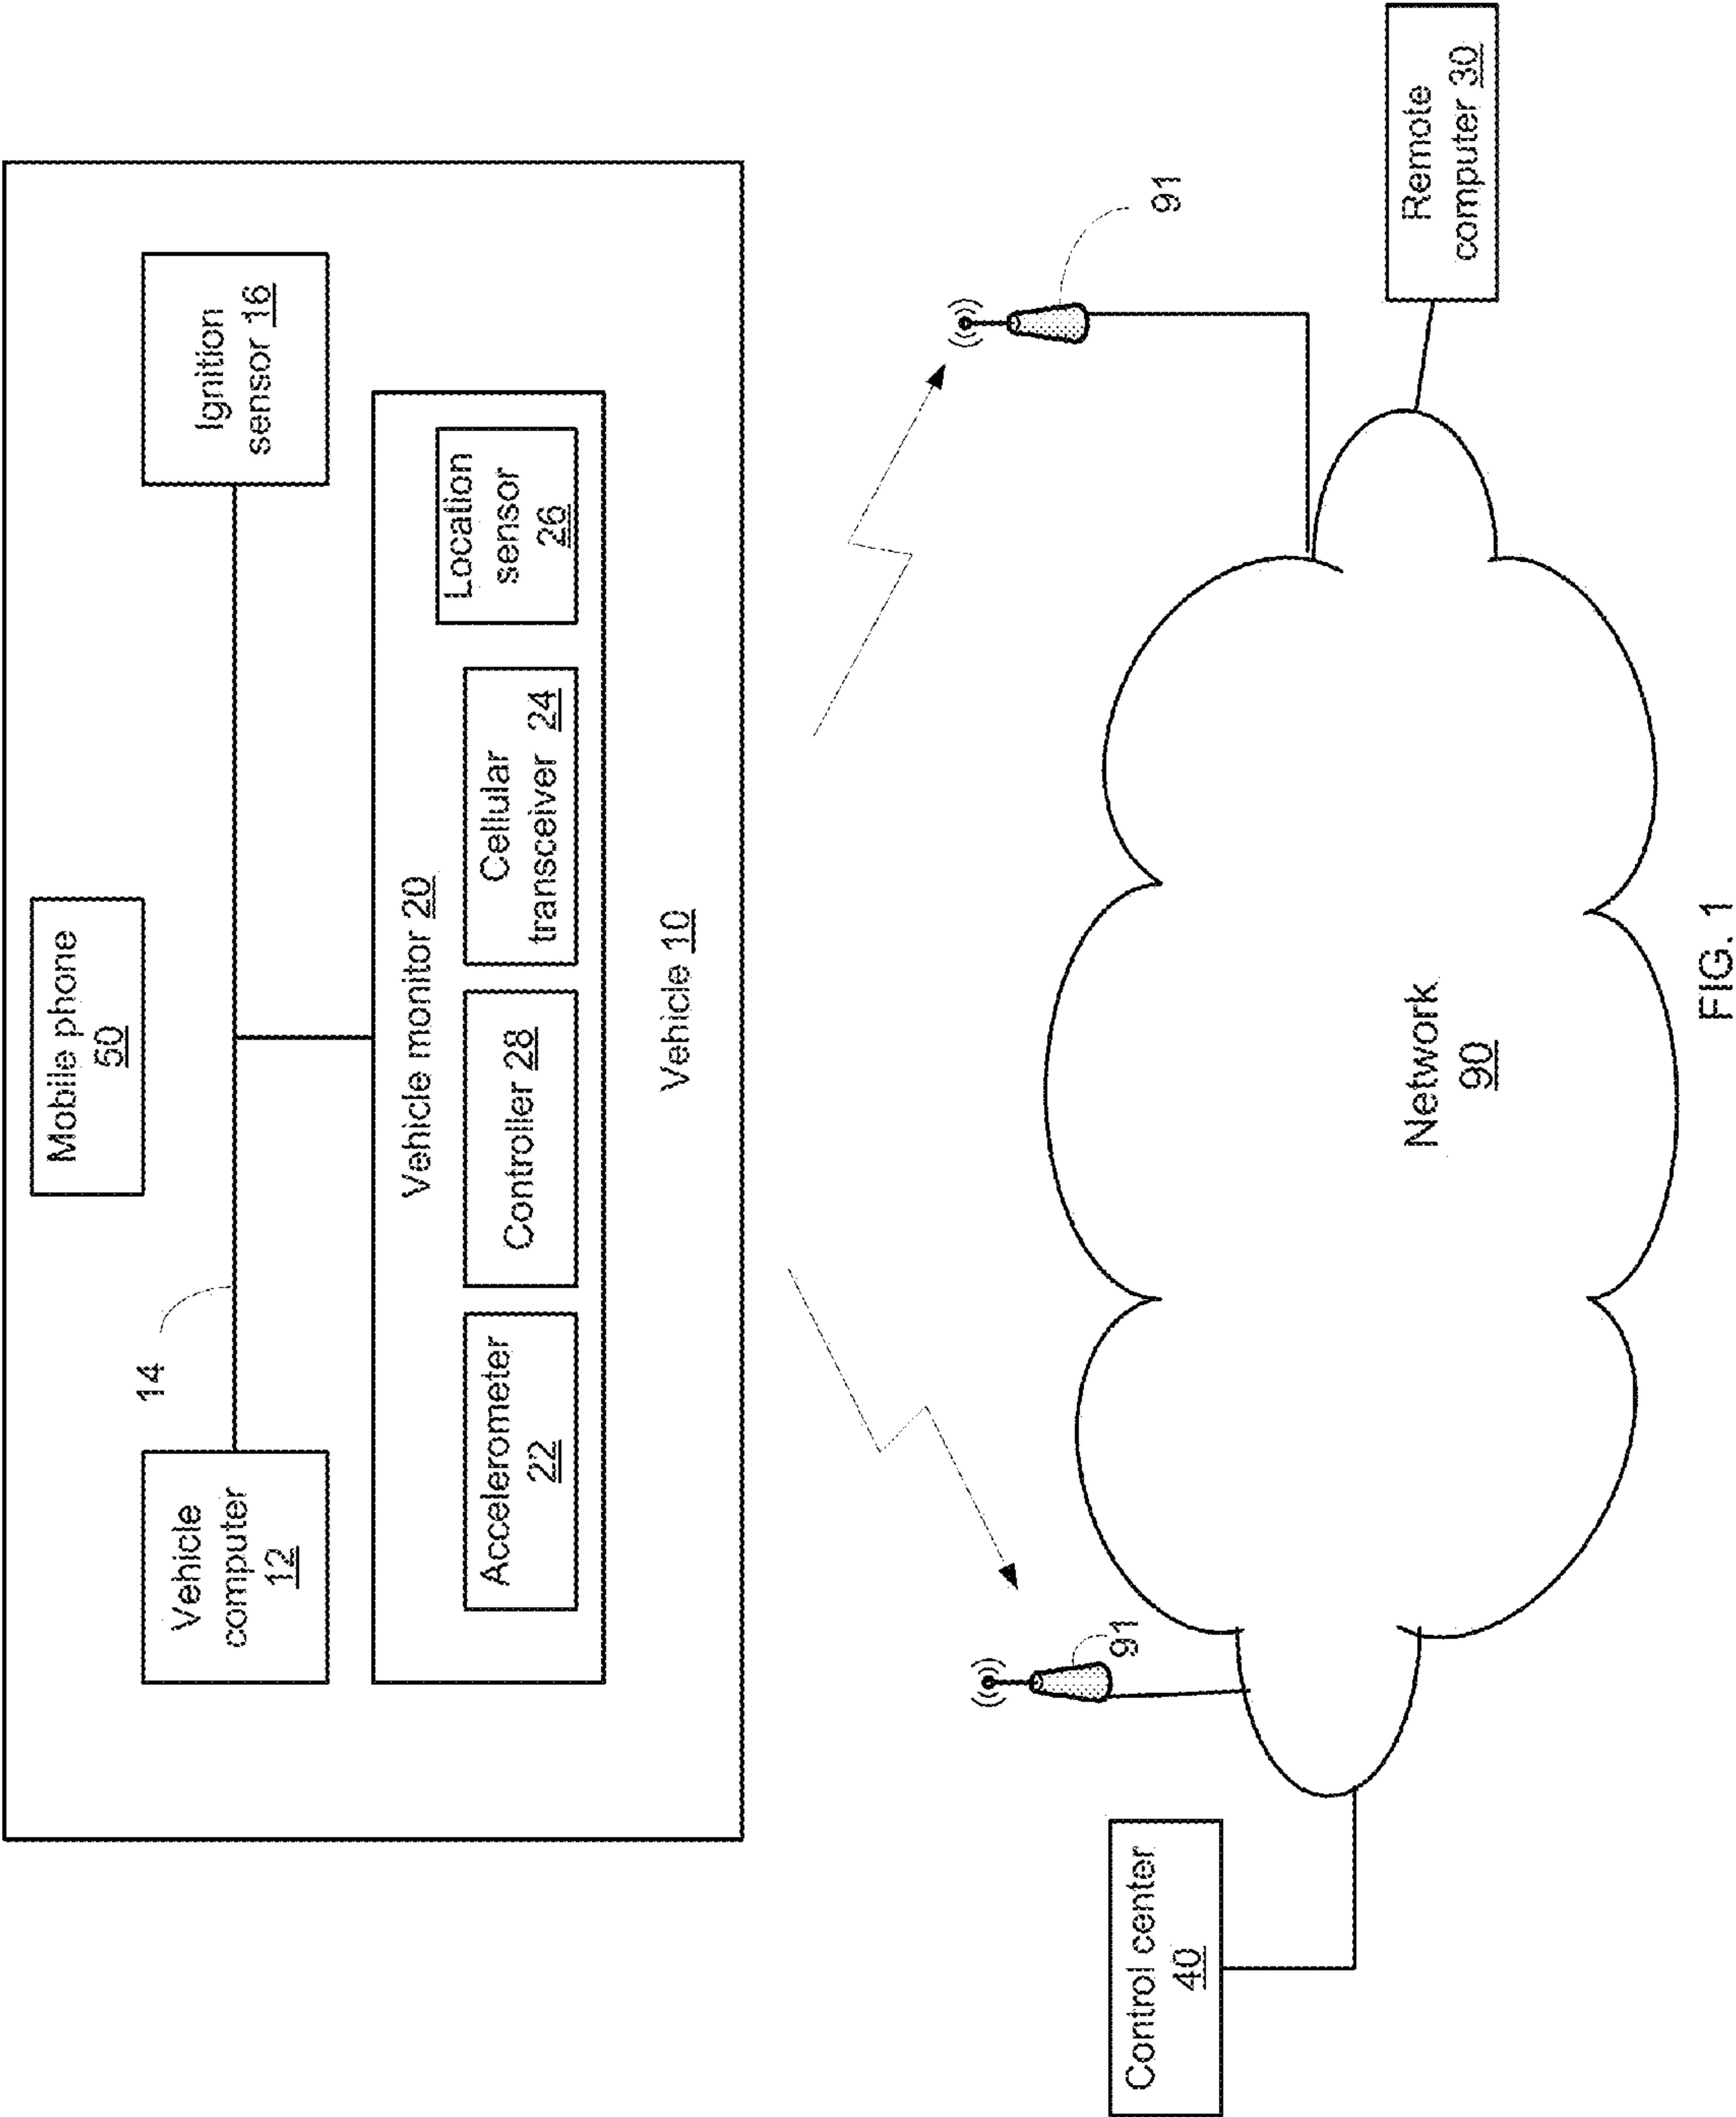 Mobile phone
50
14
Vehicle
computer
12
Ignition
sensor 16
Vehicle monitor 20
Accelerometer
22
Controller 28
Cellular
transceiver 24
Location
sensor
26
Vehicle 10
91
91
Control center
40
Network
90
Remote
computer 30
FIG. 1